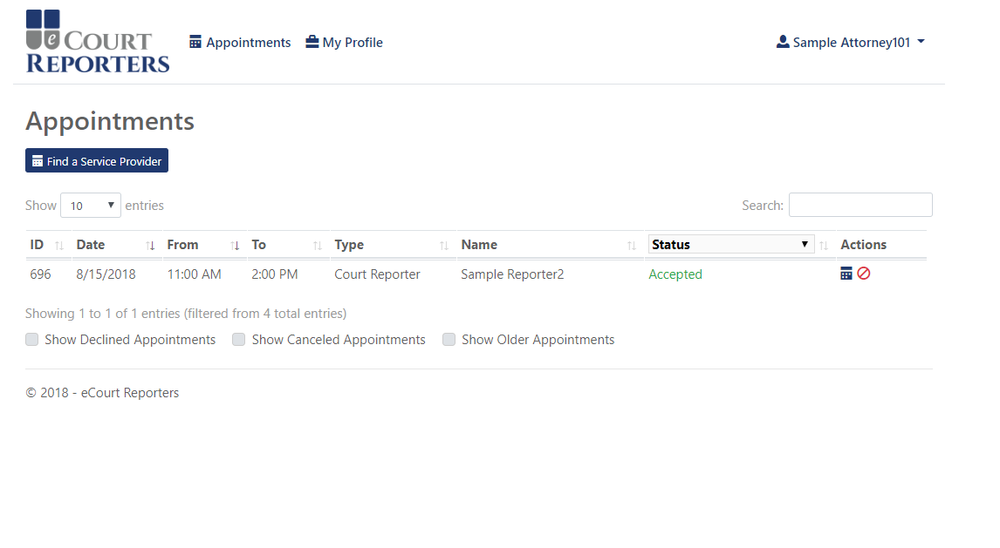 e COURT
REPORTERS
Appointments My Profile Sample Attorney101
Appointments
Find a Service Provider
Show 10 entries Search:
ID Date From To Type Name Status Actions
696 8/15/2018 11:00 AM 2:00 PM Court Reporter Sample Reporter2 Accepted
Showing 1 to 1 of 1 entries (filtered from 4 total entries)
Show Declined Appointments Show Canceled Appointments Show Older Appointments
© 2018 - eCourt Reporters